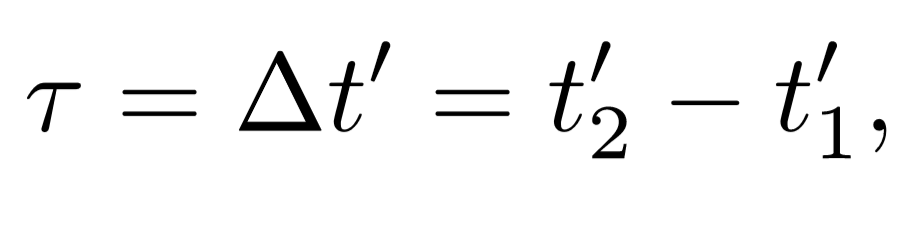 τ = Δt′ = t′₂ − t′₁,